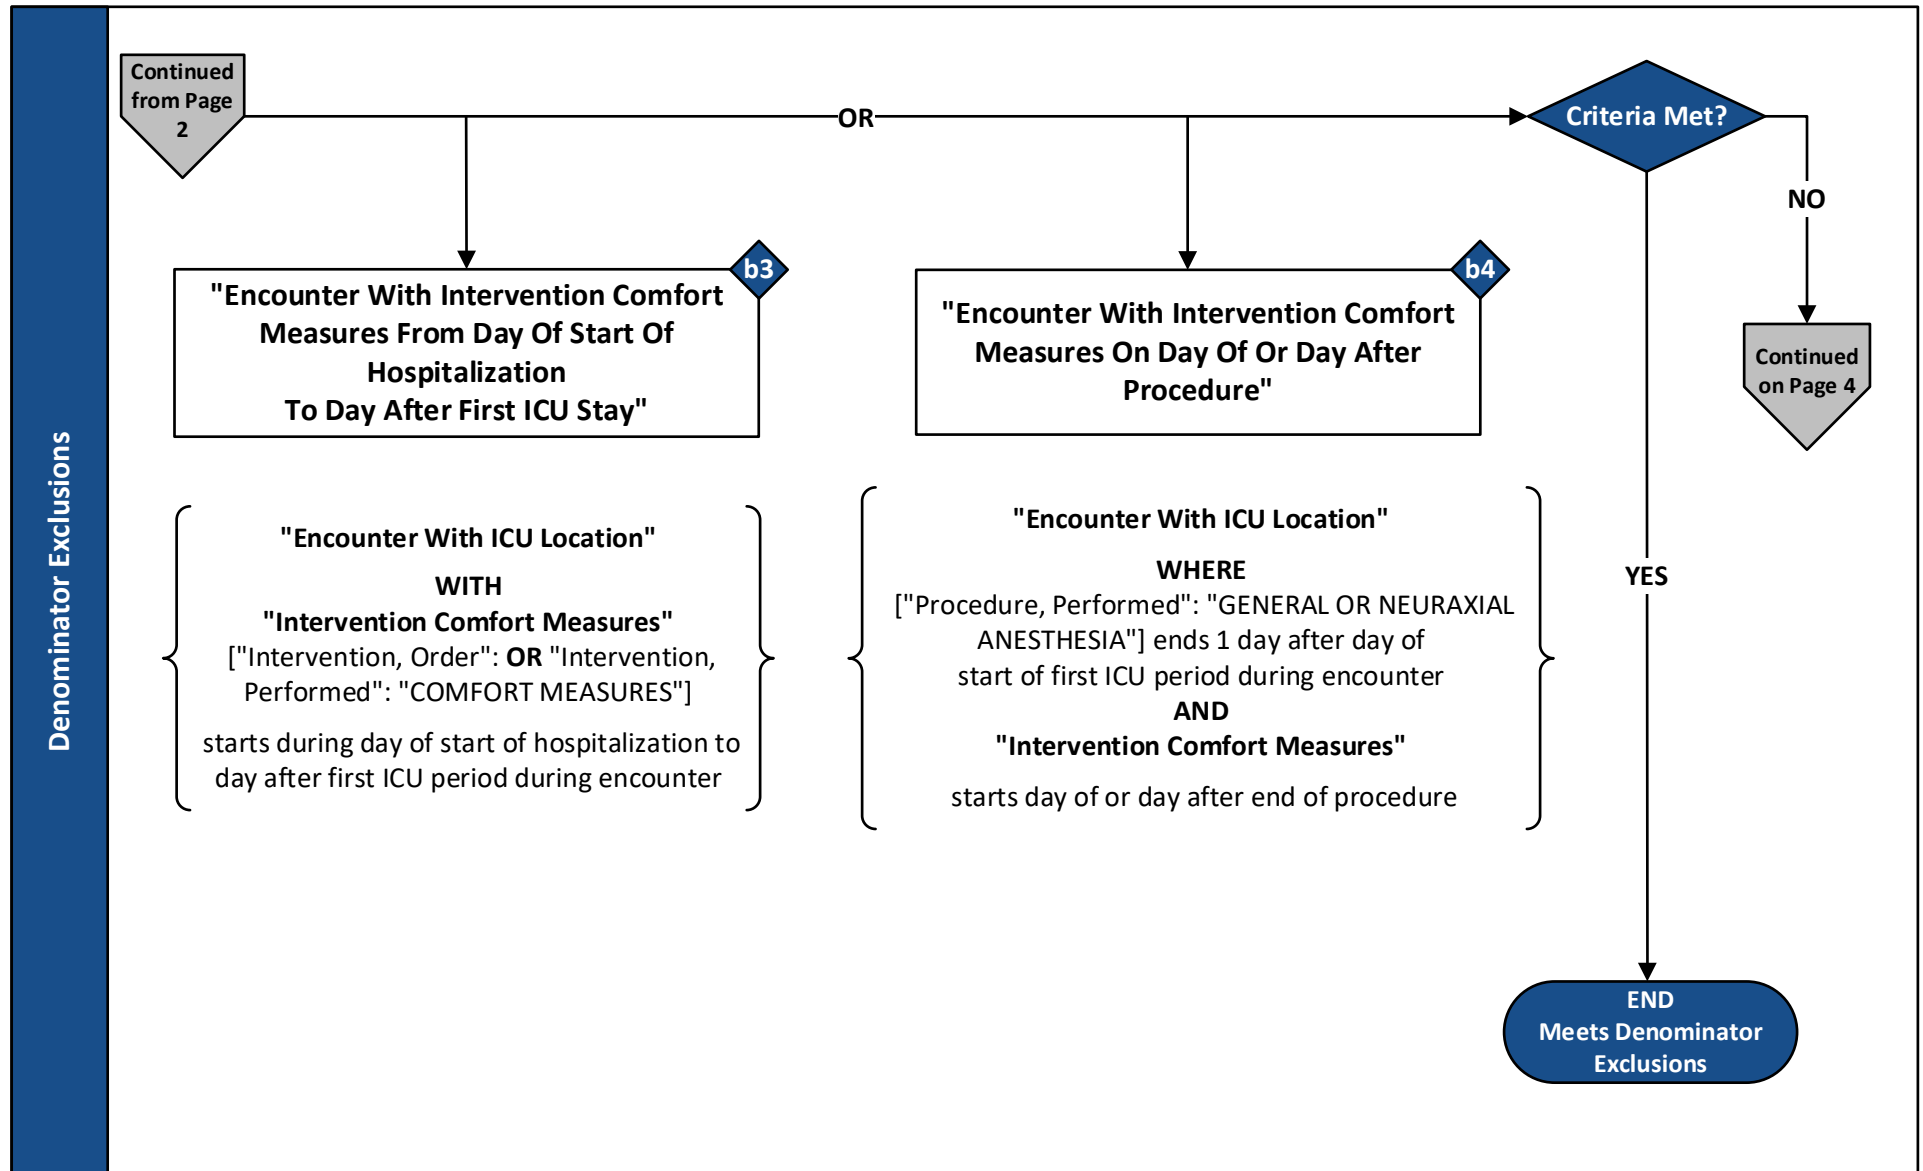 Denominator Exclusions
Continued
from Page
2
OR
Criteria Met?
NO
Continued
on Page 4
YES
b3
"Encounter With Intervention Comfort
Measures From Day Of Start Of
Hospitalization
To Day After First ICU Stay"
b4
"Encounter With Intervention Comfort
Measures On Day Of Or Day After
Procedure"
"Encounter With ICU Location"
WITH
"Intervention Comfort Measures"
["Intervention, Order": OR "Intervention,
Performed": "COMFORT MEASURES"]
starts during day of start of hospitalization to
day after first ICU period during encounter
"Encounter With ICU Location"
WHERE
["Procedure, Performed": "GENERAL OR NEURAXIAL
ANESTHESIA"] ends 1 day after day of
start of first ICU period during encounter
AND
"Intervention Comfort Measures"
starts day of or day after end of procedure
END
Meets Denominator
Exclusions